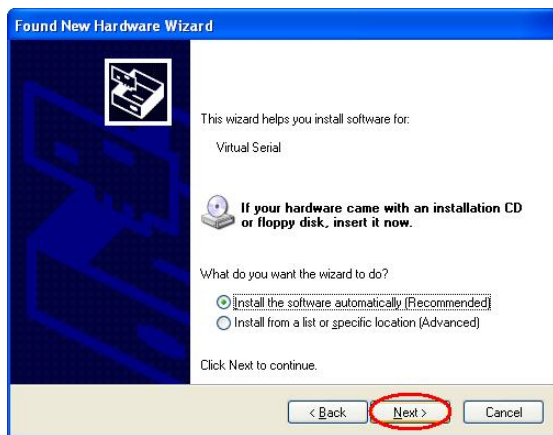 Found New Hardware Wizard
This wizard helps you install software for:
Virtual Serial
If your hardware came with an installation CD
or floppy disk, insert it now.
What do you want the wizard to do?
Install the software automatically (Recommended)
Install from a list or specific location (Advanced)
Click Next to continue.
< Back Next > Cancel